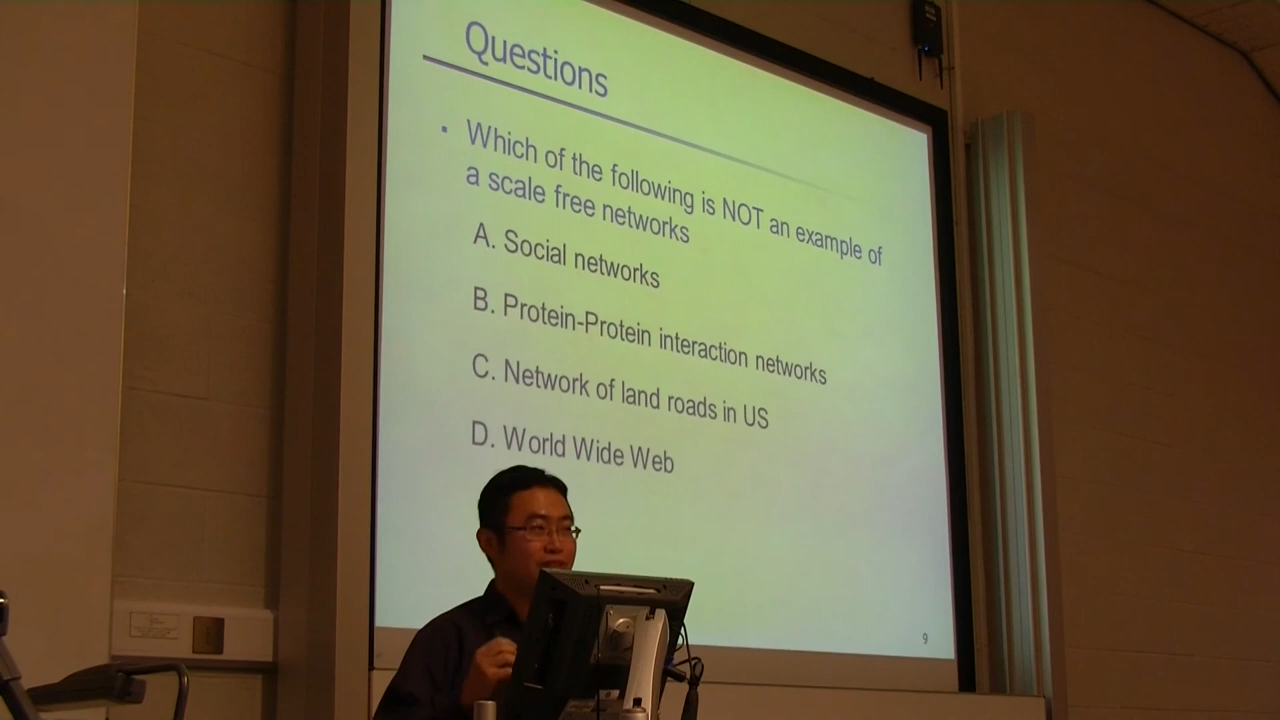 Questions
▪ Which of the following is NOT an example of
a scale free networks
A. Social networks
B. Protein-Protein interaction networks
C. Network of land roads in US
D. World Wide Web
9